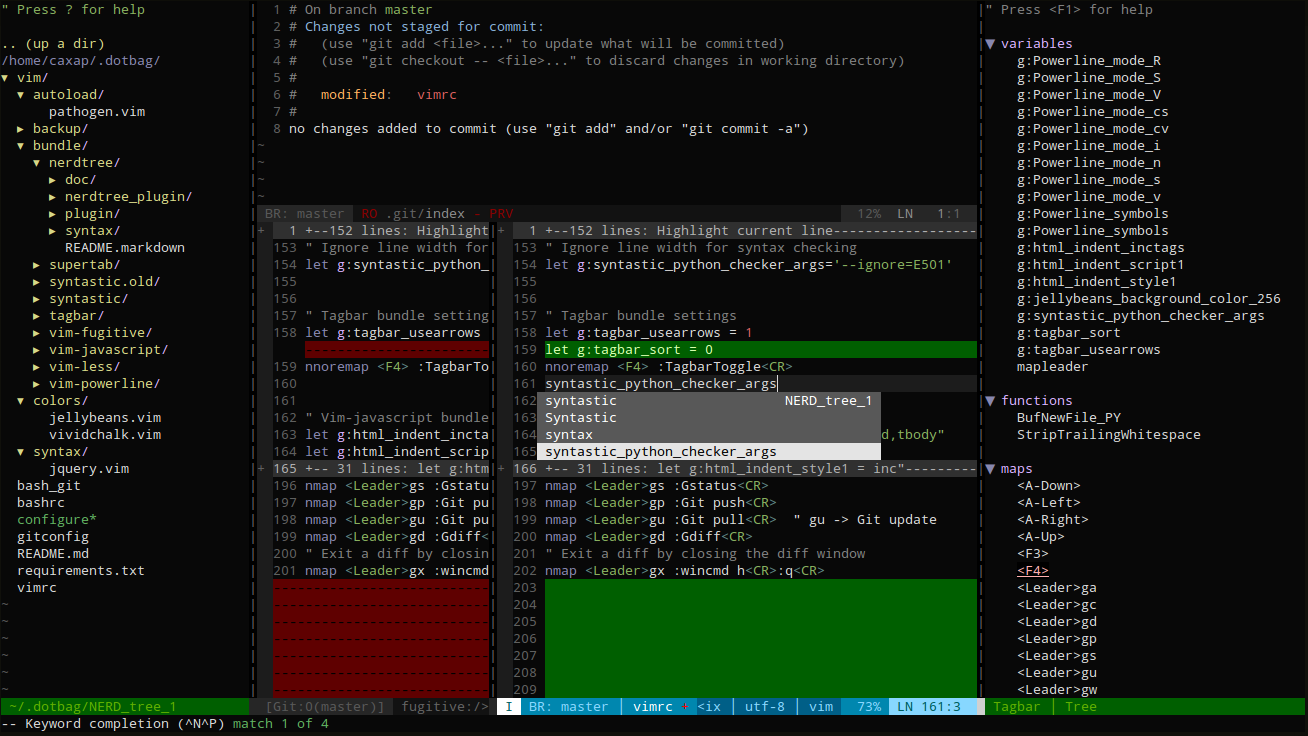 " Press ? for help
.. (up a dir)
/home/caxap/.dotbag/
▼ vim/
▼ autoload/
pathogen.vim
▶ backup/
▼ bundle/
▼ nerdtree/
▶ doc/
▶ nerdtree_plugin/
▶ plugin/
▶ syntax/
README.markdown
▶ supertab/
▶ syntastic.old/
▶ syntastic/
▶ tagbar/
▶ vim-fugitive/
▶ vim-javascript/
▶ vim-less/
▶ vim-powerline/
▼ colors/
jellybeans.vim
vividchalk.vim
▼ syntax/
jquery.vim
bash_git
bashrc
configure*
gitconfig
README.md
requirements.txt
vimrc
~
~
~
~
~
~
~/.dotbag/NERD_tree_1
1 # On branch master
2 # Changes not staged for commit:
3 #   (use "git add <file>..." to update what will be committed)
4 #   (use "git checkout -- <file>..." to discard changes in working directory)
5 #
6 #   modified:   vimrc
7 #
8 no changes added to commit (use "git add" and/or "git commit -a")
~
~
~
~
BR: master RO .git/index - PRV 12% LN 1:1
+ 1 +--152 lines: Highlight
153 " Ignore line width for
154 let g:syntastic_python_
155
156
157 " Tagbar bundle setting
158 let g:tagbar_usearrows
-----------------------
159 nnoremap <F4> :TagbarTo
160
161
162 " Vim-javascript bundle
163 let g:html_indent_incta
164 let g:html_indent_scrip
+ 165 +-- 31 lines: let g:htm
196 nmap <Leader>gs :Gstatu
197 nmap <Leader>gp :Git pu
198 nmap <Leader>gu :Git pu
199 nmap <Leader>gd :Gdiff<
200 " Exit a diff by closin
201 nmap <Leader>gx :wincmd
-----------------------
-----------------------
-----------------------
-----------------------
-----------------------
-----------------------
-----------------------
[Git:0(master)] fugitive:/>
+ 1 +--152 lines: Highlight current line------------------
153 " Ignore line width for syntax checking
154 let g:syntastic_python_checker_args='--ignore=E501'
155
156
157 " Tagbar bundle settings
158 let g:tagbar_usearrows = 1
159 let g:tagbar_sort = 0
160 nnoremap <F4> :TagbarToggle<CR>
161 syntastic_python_checker_args
162 syntastic NERD_tree_1
163 Syntastic
164 syntax d,tbody"
165 syntastic_python_checker_args
+ 166 +-- 31 lines: let g:html_indent_style1 = inc"---------
197 nmap <Leader>gs :Gstatus<CR>
198 nmap <Leader>gp :Git push<CR>
199 nmap <Leader>gu :Git pull<CR>  " gu -> Git update
200 nmap <Leader>gd :Gdiff<CR>
201 " Exit a diff by closing the diff window
202 nmap <Leader>gx :wincmd h<CR>:q<CR>
203
204
205
206
207
208
209
I BR: master | vimrc + <ix | utf-8 | vim 73% LN 161:3
" Press <F1> for help
▼ variables
g:Powerline_mode_R
g:Powerline_mode_S
g:Powerline_mode_V
g:Powerline_mode_cs
g:Powerline_mode_cv
g:Powerline_mode_i
g:Powerline_mode_n
g:Powerline_mode_s
g:Powerline_mode_v
g:Powerline_symbols
g:Powerline_symbols
g:html_indent_inctags
g:html_indent_script1
g:html_indent_style1
g:jellybeans_background_color_256
g:syntastic_python_checker_args
g:tagbar_sort
g:tagbar_usearrows
mapleader
▼ functions
BufNewFile_PY
StripTrailingWhitespace
▼ maps
<A-Down>
<A-Left>
<A-Right>
<A-Up>
<F3>
<F4>
<Leader>ga
<Leader>gc
<Leader>gd
<Leader>gp
<Leader>gs
<Leader>gu
<Leader>gw
Tagbar | Tree
-- Keyword completion (^N^P) match 1 of 4